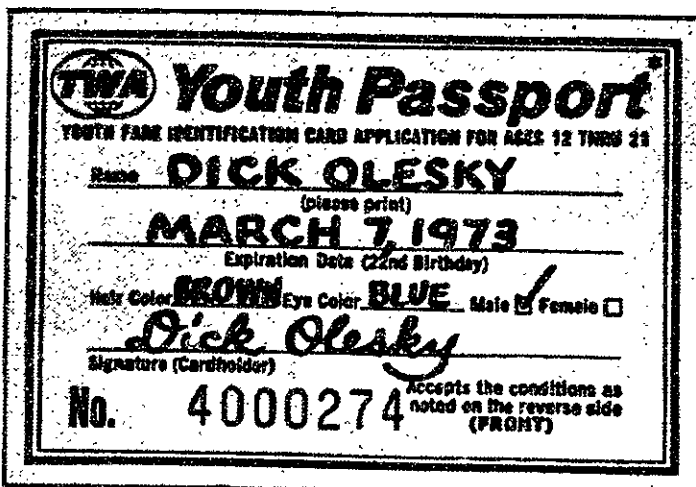 TWA Youth Passport*
YOUTH FARE IDENTIFICATION CARD APPLICATION FOR AGES 12 THRU 21
Name DICK OLESKY
(please print)
MARCH 7, 1973
Expiration Date (22nd Birthday)
Hair Color BROWN Eye Color BLUE Male Female
Dick Olesky
Signature (Cardholder)
No. 4000274 Accepts the conditions as
noted on the reverse side
(FRONT)